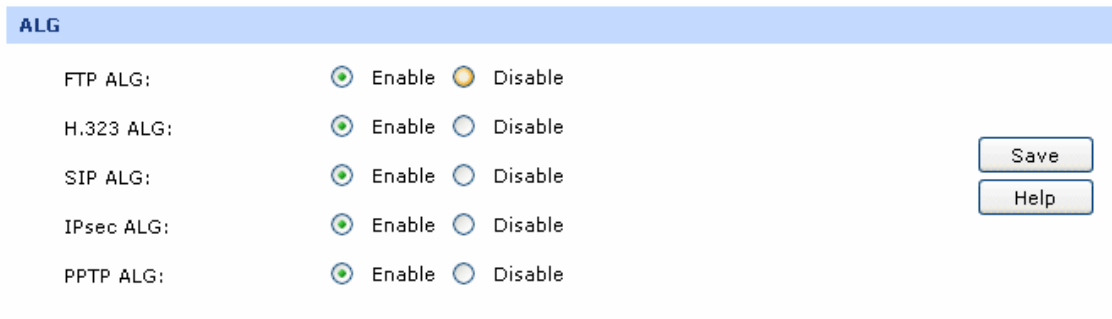 ALG
FTP ALG: Enable Disable
H.323 ALG: Enable Disable
SIP ALG: Enable Disable
IPsec ALG: Enable Disable
PPTP ALG: Enable Disable
Save
Help